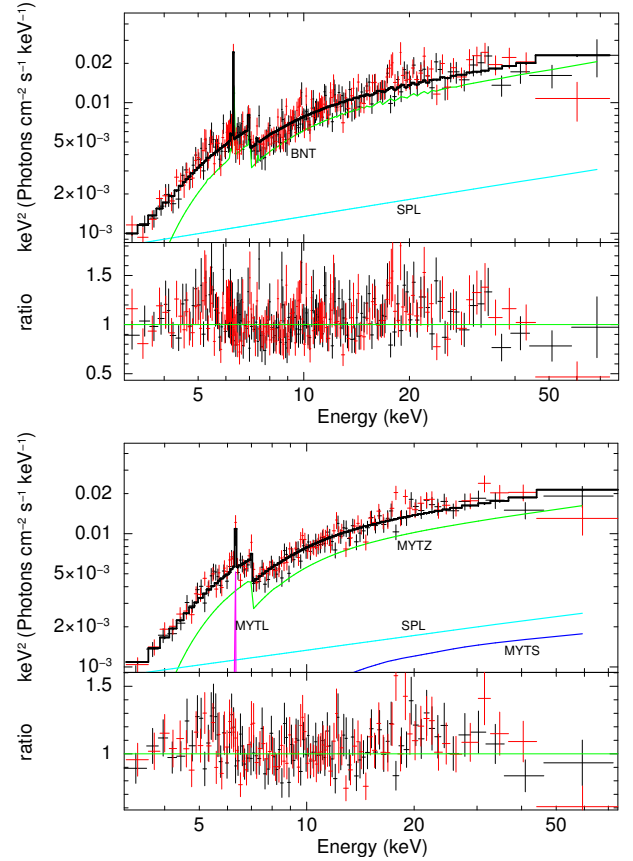 keV² (Photons cm⁻² s⁻¹ keV⁻¹)
0.02
0.01
5×10⁻³
2×10⁻³
10⁻³
BNT
SPL
ratio
1.5
1
0.5
5 10 20 50
Energy (keV)
keV² (Photons cm⁻² s⁻¹ keV⁻¹)
0.02
0.01
5×10⁻³
2×10⁻³
10⁻³
MYTZ
MYTL
SPL
MYTS
ratio
1.5
1
5 10 20 50
Energy (keV)